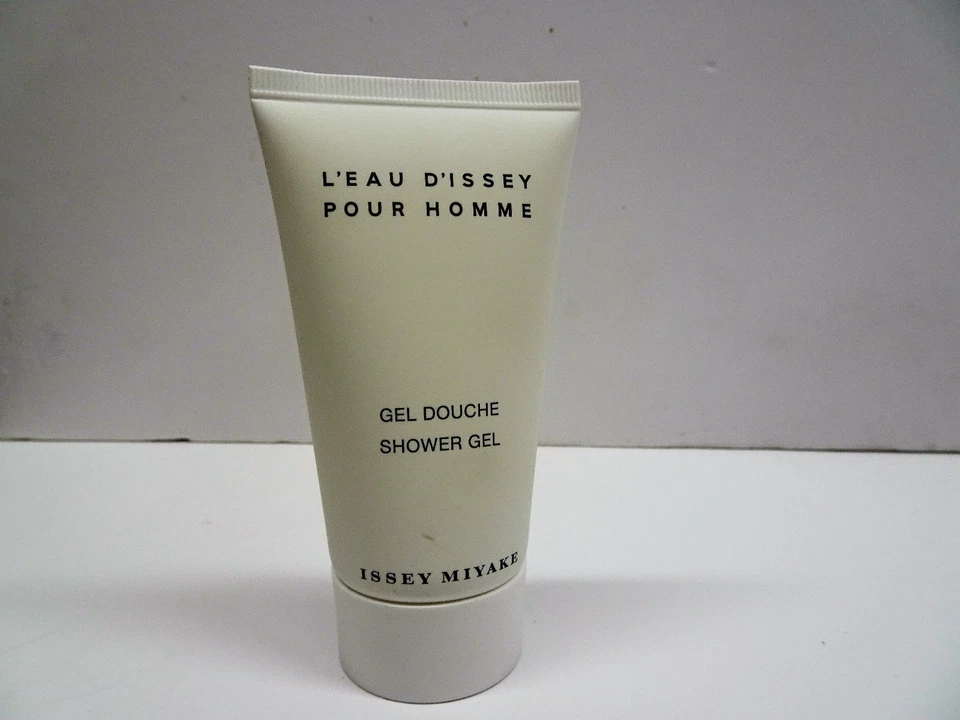 L'EAU D'ISSEY
POUR HOMME
GEL DOUCHE
SHOWER GEL
ISSEY MIYAKE